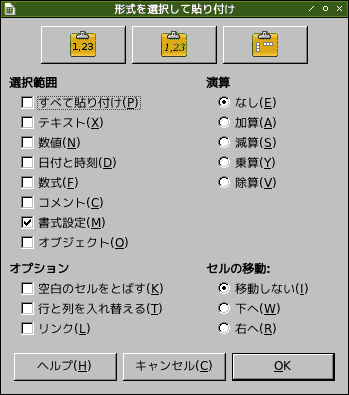 形式を選択して貼り付け
1,23
1,23
選択範囲
すべて貼り付け(P)
テキスト(X)
数値(N)
日付と時刻(D)
数式(F)
コメント(C)
書式設定(M)
オブジェクト(O)
演算
なし(E)
加算(A)
減算(S)
乗算(Y)
除算(V)
オプション
空白のセルをとばす(K)
行と列を入れ替える(T)
リンク(L)
セルの移動:
移動しない(I)
下へ(W)
右へ(R)
ヘルプ(H)
キャンセル(C)
OK